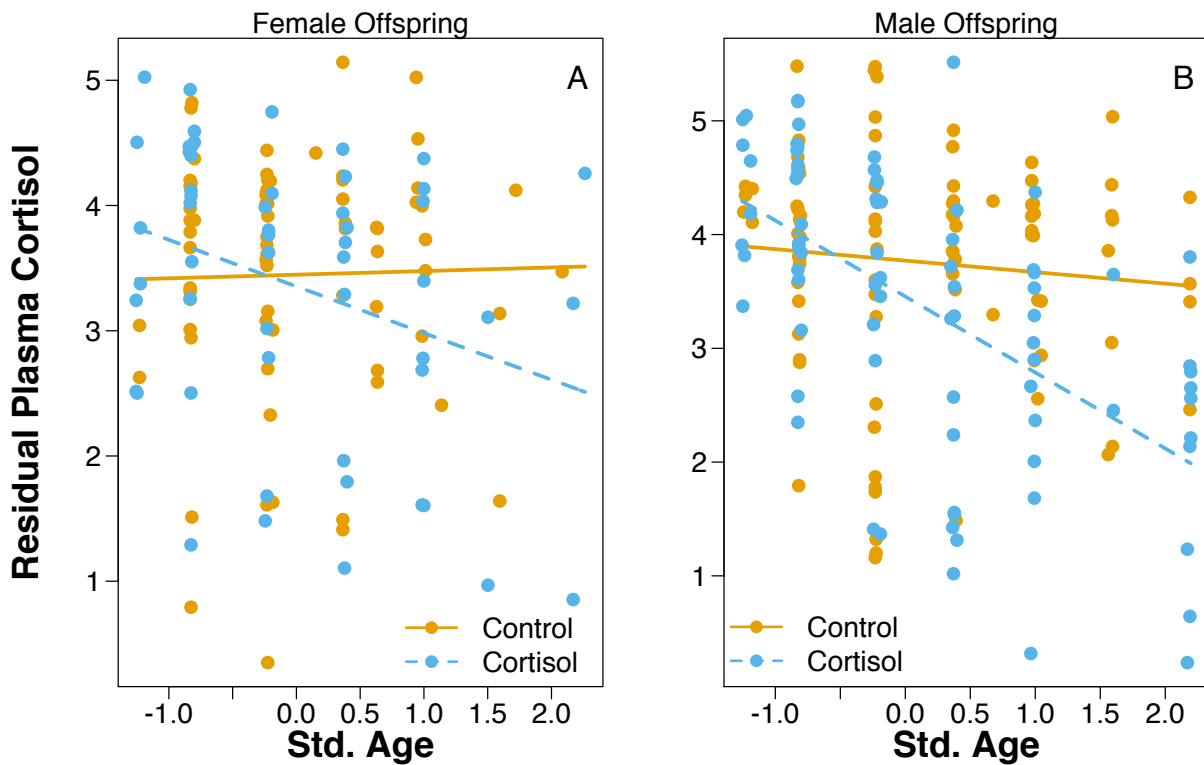 Female Offspring
Male Offspring
A
B
Residual Plasma Cortisol
5
4
3
2
1
5
4
3
2
1
Control
Cortisol
Control
Cortisol
-1.0 0.0 0.5 1.0 1.5 2.0
-1.0 0.0 0.5 1.0 1.5 2.0
Std. Age
Std. Age